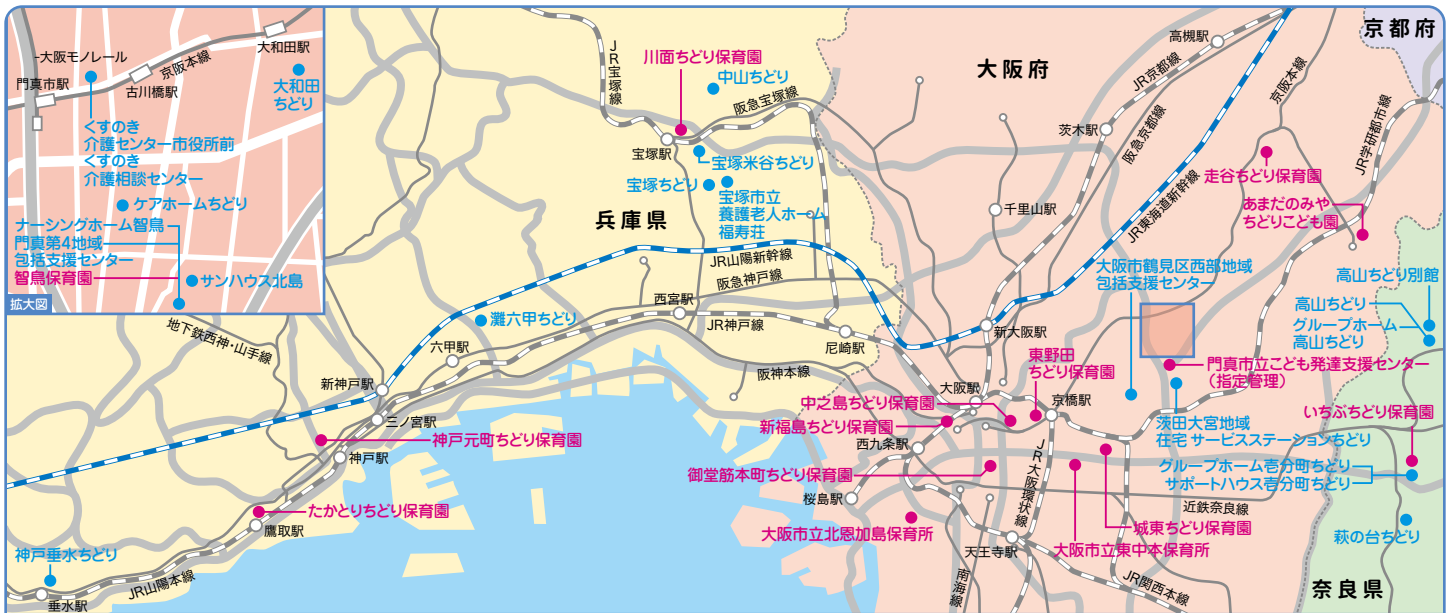 大阪モノレール
大和田駅
京阪本線
門真市駅
古川橋駅
大和田
ちどり
くすのき
介護センター市役所前
くすのき
介護相談センター
ケアホームちどり
ナーシングホーム智鳥
門真第4地域
包括支援センター
智鳥保育園
サンハウス北島
拡大図
JR宝塚線
川面ちどり保育園
中山ちどり
阪急宝塚線
宝塚駅
宝塚米谷ちどり
宝塚ちどり
宝塚市立
養護老人ホーム
福寿荘
兵庫県
大阪府
京都府
高槻駅
JR京都線
京阪本線
茨木駅
阪急京都線
JR学研都市線
走谷ちどり保育園
千里山駅
あまだのみや
ちどりこども園
JR東海道新幹線
JR山陽新幹線
阪急神戸線
大阪市鶴見区西部地域
包括支援センター
高山ちどり別館
高山ちどり
グループホーム
高山ちどり
西宮駅
灘六甲ちどり
JR神戸線
地下鉄西神・山手線
六甲駅
尼崎駅
新大阪駅
東野田
ちどり保育園
門真市立こども発達支援センター
(指定管理)
阪神本線
新神戸駅
大阪駅
中之島ちどり保育園
京橋駅
いちぶちどり保育園
三ノ宮駅
新福島ちどり保育園
茨田大宮地域
在宅 サービスステーションちどり
神戸元町ちどり保育園
西九条駅
神戸駅
グループホーム壱分町ちどり
サポートハウス壱分町ちどり
御堂筋本町ちどり保育園
JR大阪環状線
桜島駅
近鉄奈良線
たかとりちどり保育園
鷹取駅
大阪市立北恩加島保育所
城東ちどり保育園
萩の台ちどり
天王寺駅
大阪市立東中本保育所
神戸垂水ちどり
JR山陽本線
南海線
JR関西本線
奈良県
垂水駅